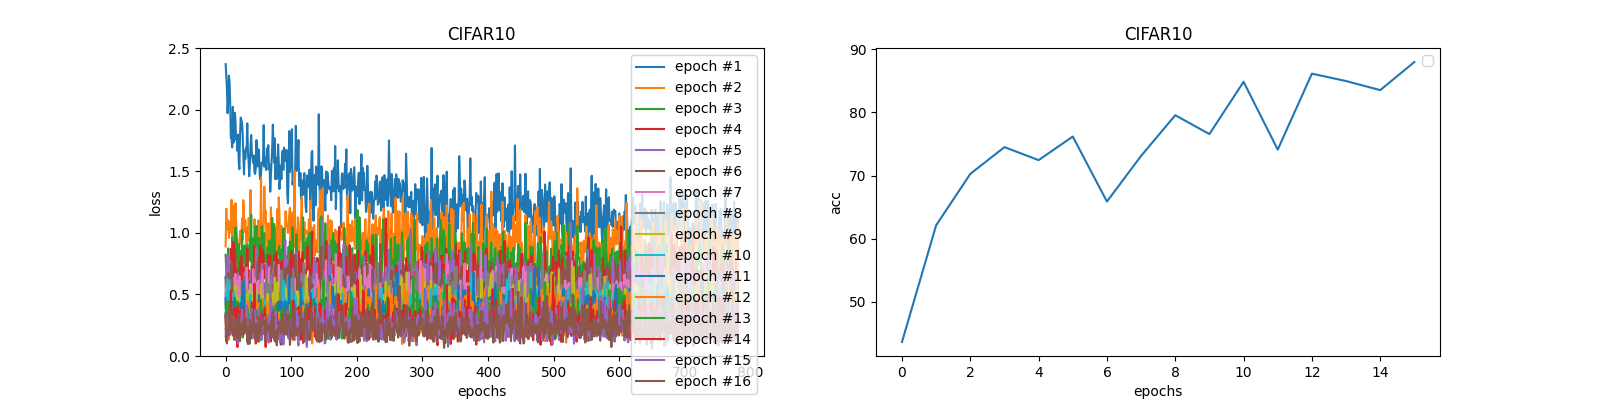 CIFAR10
2.5
2.0
1.5
1.0
0.5
0.0
loss
0 100 200 300 400 500 600 700 800
epochs
epoch #1
epoch #2
epoch #3
epoch #4
epoch #5
epoch #6
epoch #7
epoch #8
epoch #9
epoch #10
epoch #11
epoch #12
epoch #13
epoch #14
epoch #15
epoch #16
CIFAR10
90
80
70
60
50
acc
0 2 4 6 8 10 12 14
epochs